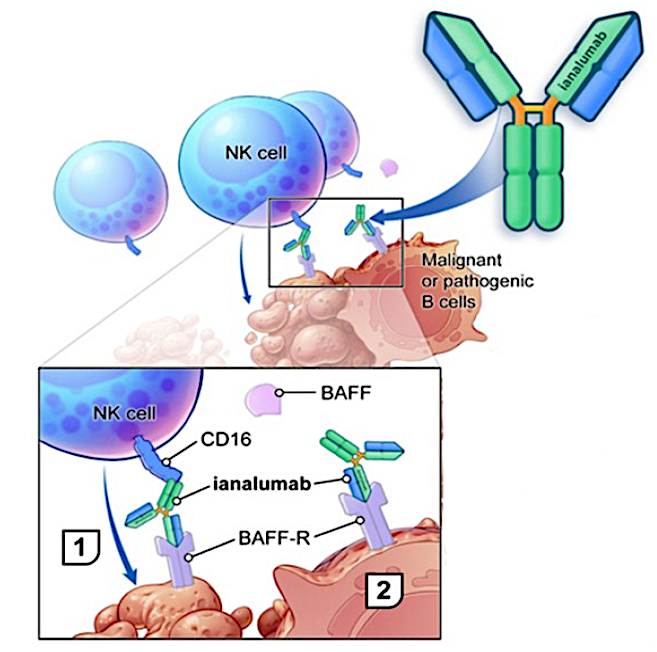 ianalumab
NK cell
Malignant
or pathogenic
B cells
NK cell
BAFF
CD16
ianalumab
BAFF-R
1
2